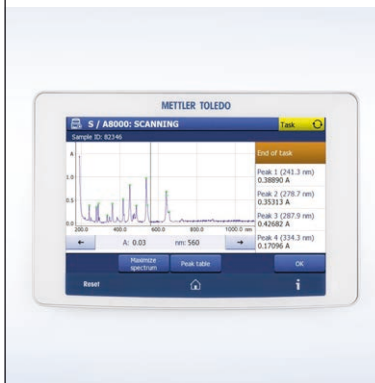 METTLER TOLEDO
S / A8000: SCANNING
Task
Sample ID: 82346
A
1.0
0.5
0.0
200.0 400.0 600.0 800.0 1000.0 nm
End of task
Peak 1 (241.3 nm)
0.38890 A
Peak 2 (278.7 nm)
0.35313 A
Peak 3 (287.9 nm)
0.42682 A
Peak 4 (334.3 nm)
0.17096 A
A: 0.03 nm: 560
Maximize
spectrum
Peak table
OK
Reset
i